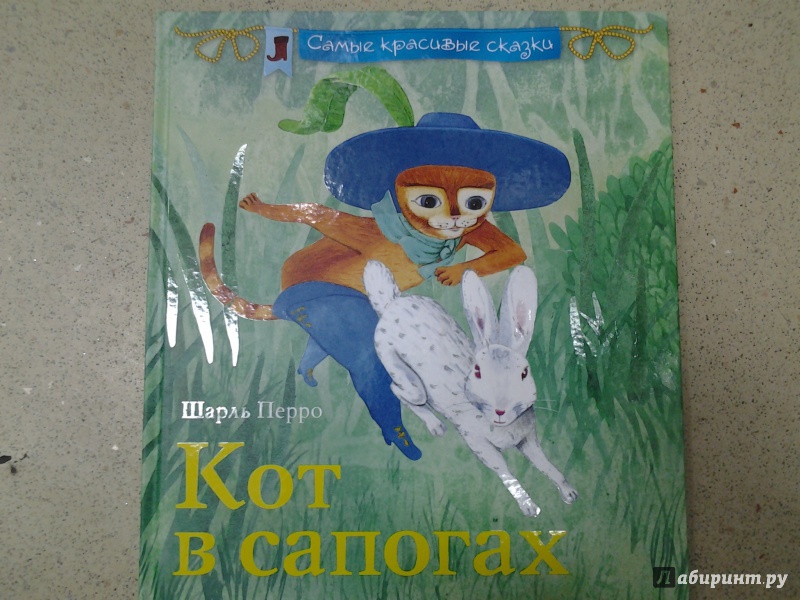 Л
Самые красивые сказки
Шарль Перро
Кот
в сапогах
Лабиринт.ру